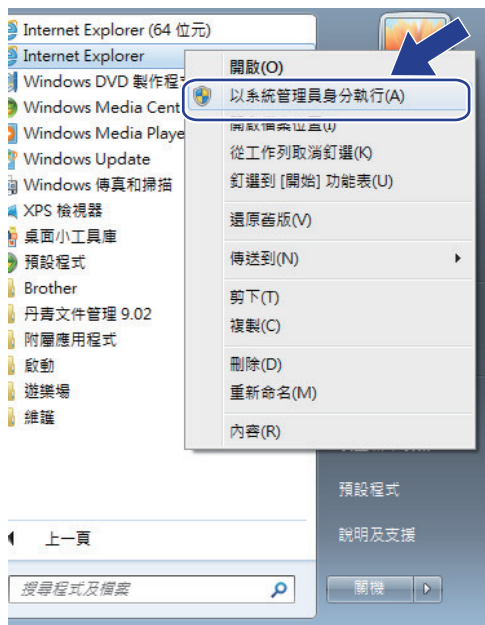 Internet Explorer (64 位元)
Internet Explorer
Windows DVD 製作程
Windows Media Cent
Windows Media Playe
Windows Update
Windows 傳真和掃描
XPS 檢視器
桌面小工具庫
預設程式
Brother
丹青文件管理 9.02
附屬應用程式
啟動
遊樂場
維護
上一頁
搜尋程式及檔案
開啟(O)
以系統管理員身分執行(A)
開啟檔案位置(I)
從工作列取消釘選(K)
釘選到 [開始] 功能表(U)
還原舊版(V)
傳送到(N)
剪下(T)
複製(C)
刪除(D)
重新命名(M)
內容(R)
預設程式
說明及支援
關機